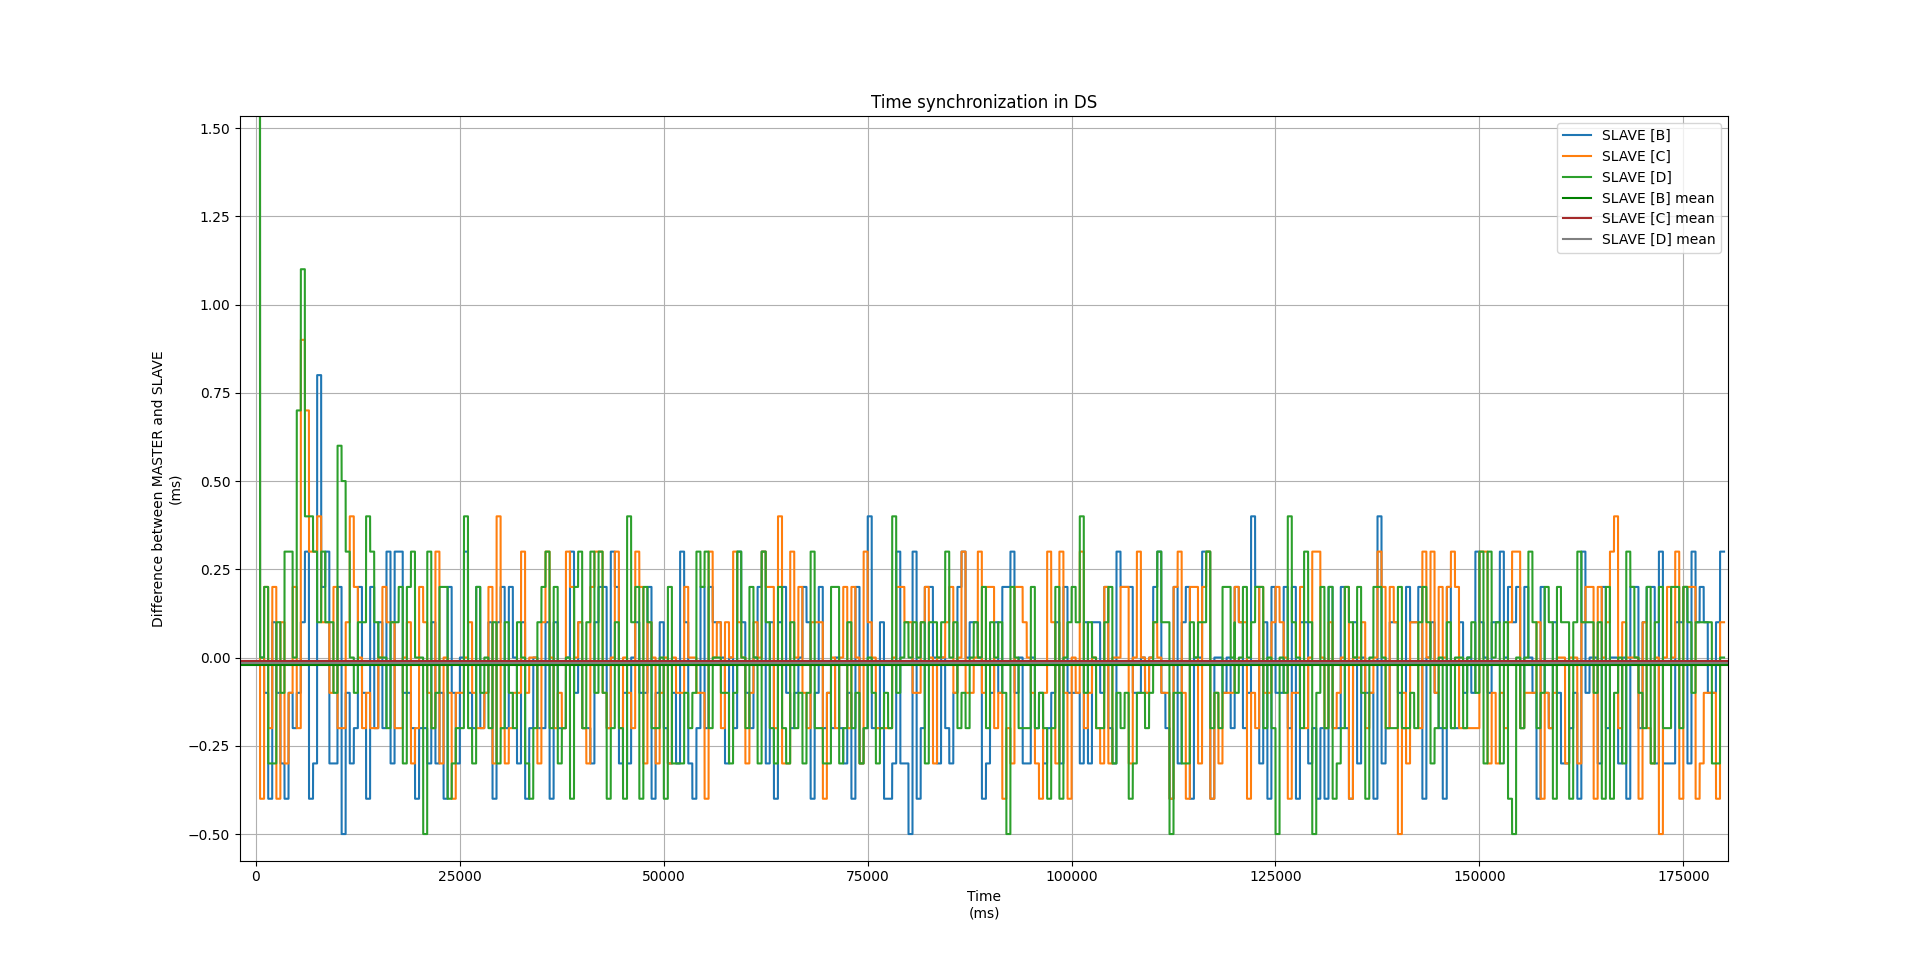 Time synchronization in DS
1.50
1.25
1.00
0.75
0.50
0.25
0.00
−0.25
−0.50
Difference between MASTER and SLAVE
(ms)
SLAVE [B]
SLAVE [C]
SLAVE [D]
SLAVE [B] mean
SLAVE [C] mean
SLAVE [D] mean
0
25000
50000
75000
100000
125000
150000
175000
Time
(ms)